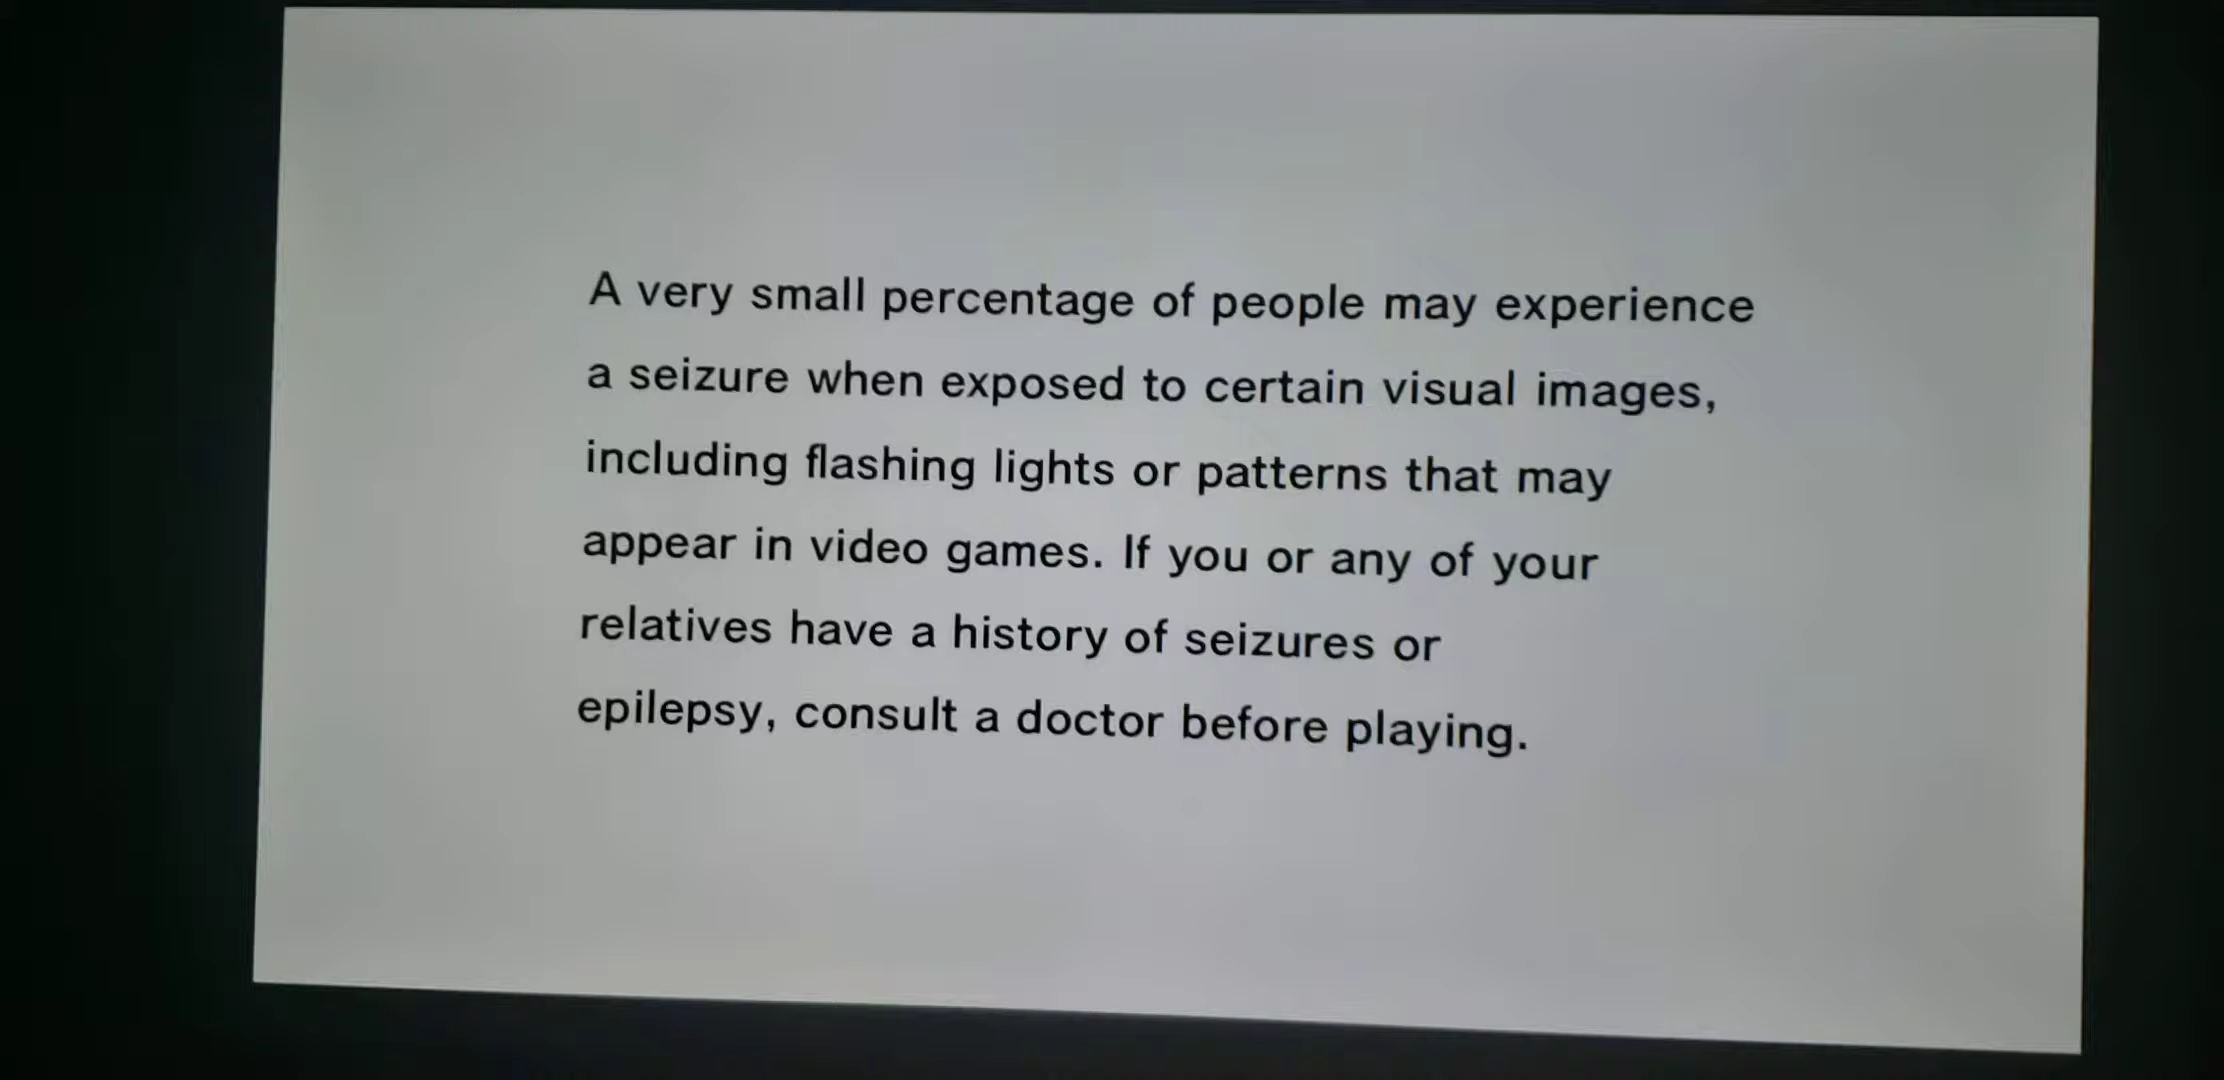 A very small percentage of people may experience
a seizure when exposed to certain visual images,
including flashing lights or patterns that may
appear in video games. If you or any of your
relatives have a history of seizures or
epilepsy, consult a doctor before playing.